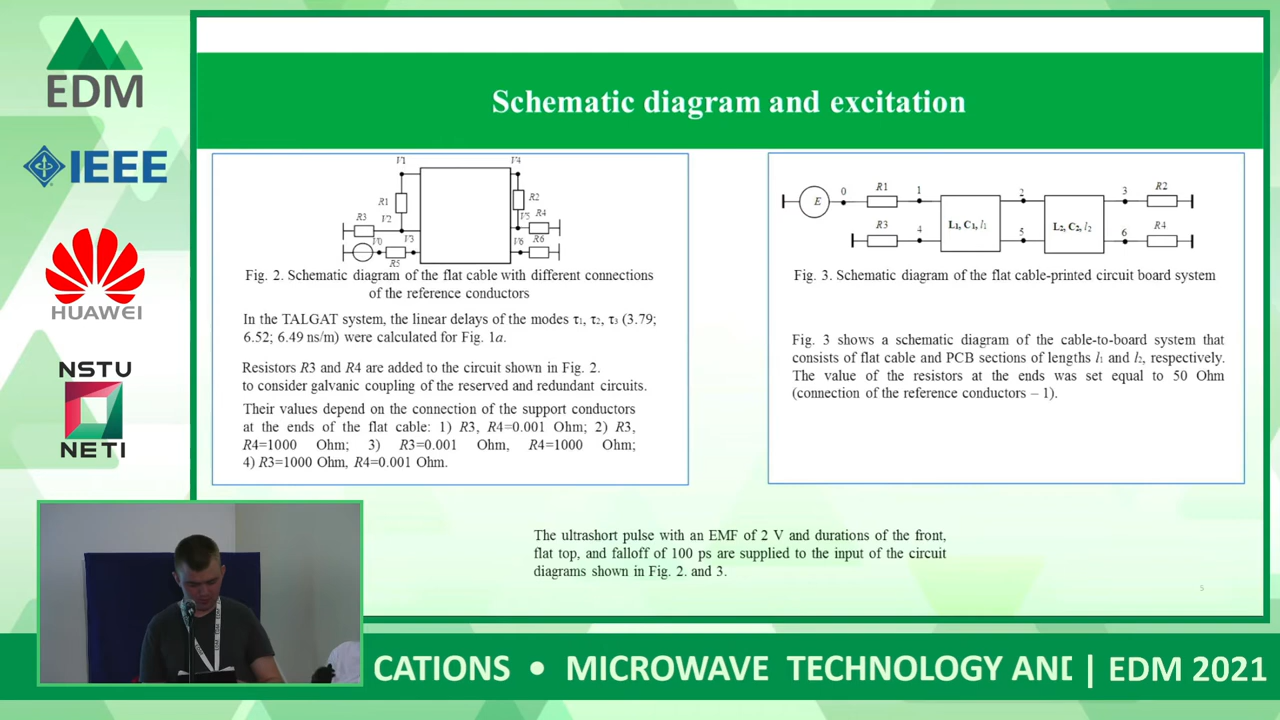 EDM
IEEE
HUAWEI
NSTU
NETI
Schematic diagram and excitation
V1
V4
R1
R2
R3
V2
V5
R4
V0
V3
V6
R6
R5
Fig. 2. Schematic diagram of the flat cable with different connections
of the reference conductors
In the TALGAT system, the linear delays of the modes τ₁, τ₂, τ₃ (3.79;
6.52; 6.49 ns/m) were calculated for Fig. 1a.
Resistors R3 and R4 are added to the circuit shown in Fig. 2.
to consider galvanic coupling of the reserved and redundant circuits.
Their values depend on the connection of the support conductors
at the ends of the flat cable: 1) R3, R4=0.001 Ohm; 2) R3,
R4=1000 Ohm; 3) R3=0.001 Ohm, R4=1000 Ohm;
4) R3=1000 Ohm, R4=0.001 Ohm.
E
0
R1
1
2
3
R2
R3
4
L₁, C₁, l₁
5
L₂, C₂, l₂
6
R4
Fig. 3. Schematic diagram of the flat cable-printed circuit board system
Fig. 3 shows a schematic diagram of the cable-to-board system that
consists of flat cable and PCB sections of lengths l₁ and l₂, respectively.
The value of the resistors at the ends was set equal to 50 Ohm
(connection of the reference conductors – 1).
The ultrashort pulse with an EMF of 2 V and durations of the front,
flat top, and falloff of 100 ps are supplied to the input of the circuit
diagrams shown in Fig. 2. and 3.
5
CATIONS • MICROWAVE TECHNOLOGY AND | EDM 2021